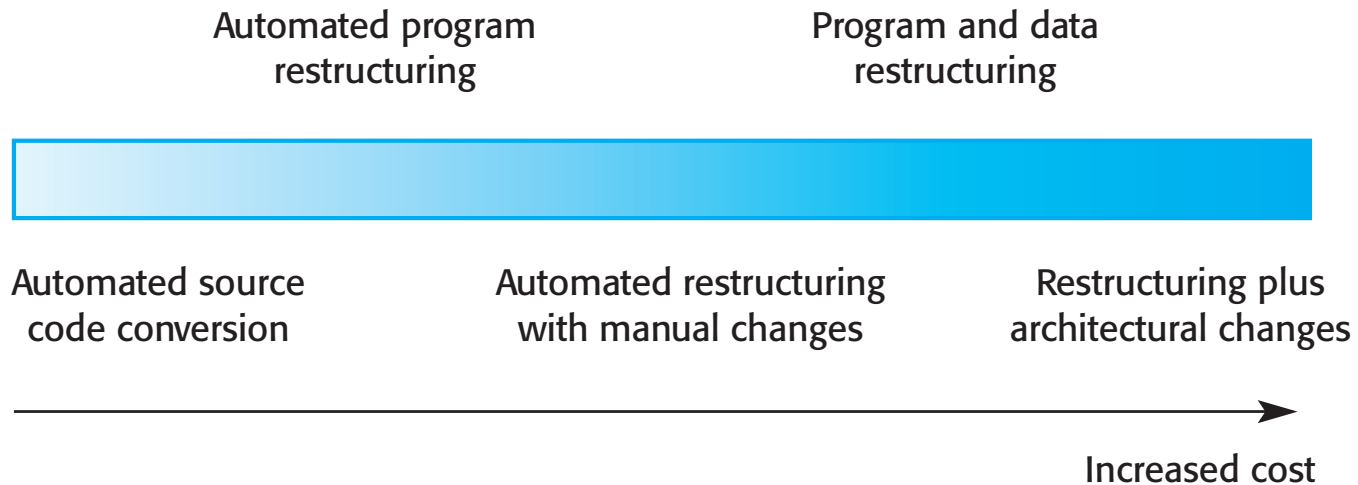 Automated program
restructuring
Program and data
restructuring
Automated source
code conversion
Automated restructuring
with manual changes
Restructuring plus
architectural changes
Increased cost